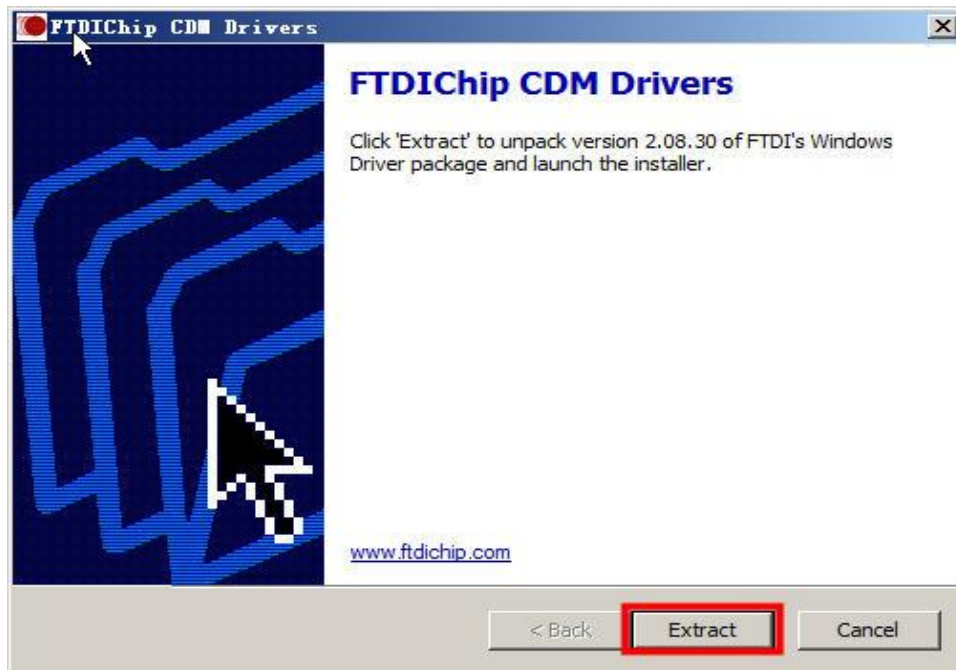 FTDIChip CDM Drivers
FTDIChip CDM Drivers
Click 'Extract' to unpack version 2.08.30 of FTDI's Windows
Driver package and launch the installer.
www.ftdichip.com
< Back
Extract
Cancel